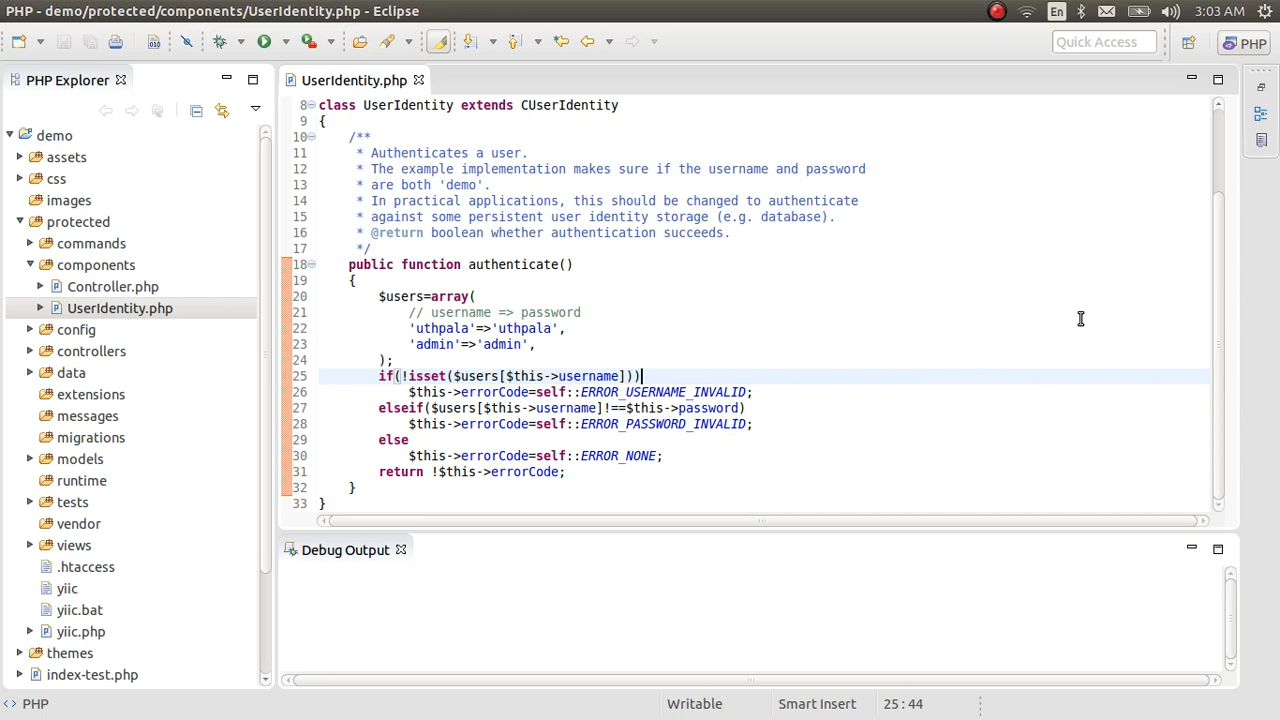 PHP - demo/protected/components/UserIdentity.php - Eclipse
En
3:03 AM
Quick Access
PHP
PHP Explorer
demo
assets
css
images
protected
commands
components
Controller.php
UserIdentity.php
config
controllers
data
extensions
messages
migrations
models
runtime
tests
vendor
views
.htaccess
yiic
yiic.bat
yiic.php
themes
index-test.php
UserIdentity.php
8 class UserIdentity extends CUserIdentity
9 {
10 /**
11 * Authenticates a user.
12 * The example implementation makes sure if the username and password
13 * are both 'demo'.
14 * In practical applications, this should be changed to authenticate
15 * against some persistent user identity storage (e.g. database).
16 * @return boolean whether authentication succeeds.
17 */
18 public function authenticate()
19 {
20 $users=array(
21 // username => password
22 'uthpala'=>'uthpala',
23 'admin'=>'admin',
24 );
25 if(!isset($users[$this->username]))
26 $this->errorCode=self::ERROR_USERNAME_INVALID;
27 elseif($users[$this->username]!==$this->password)
28 $this->errorCode=self::ERROR_PASSWORD_INVALID;
29 else
30 $this->errorCode=self::ERROR_NONE;
31 return !$this->errorCode;
32 }
33 }
Debug Output
PHP
Writable
Smart Insert
25 : 44